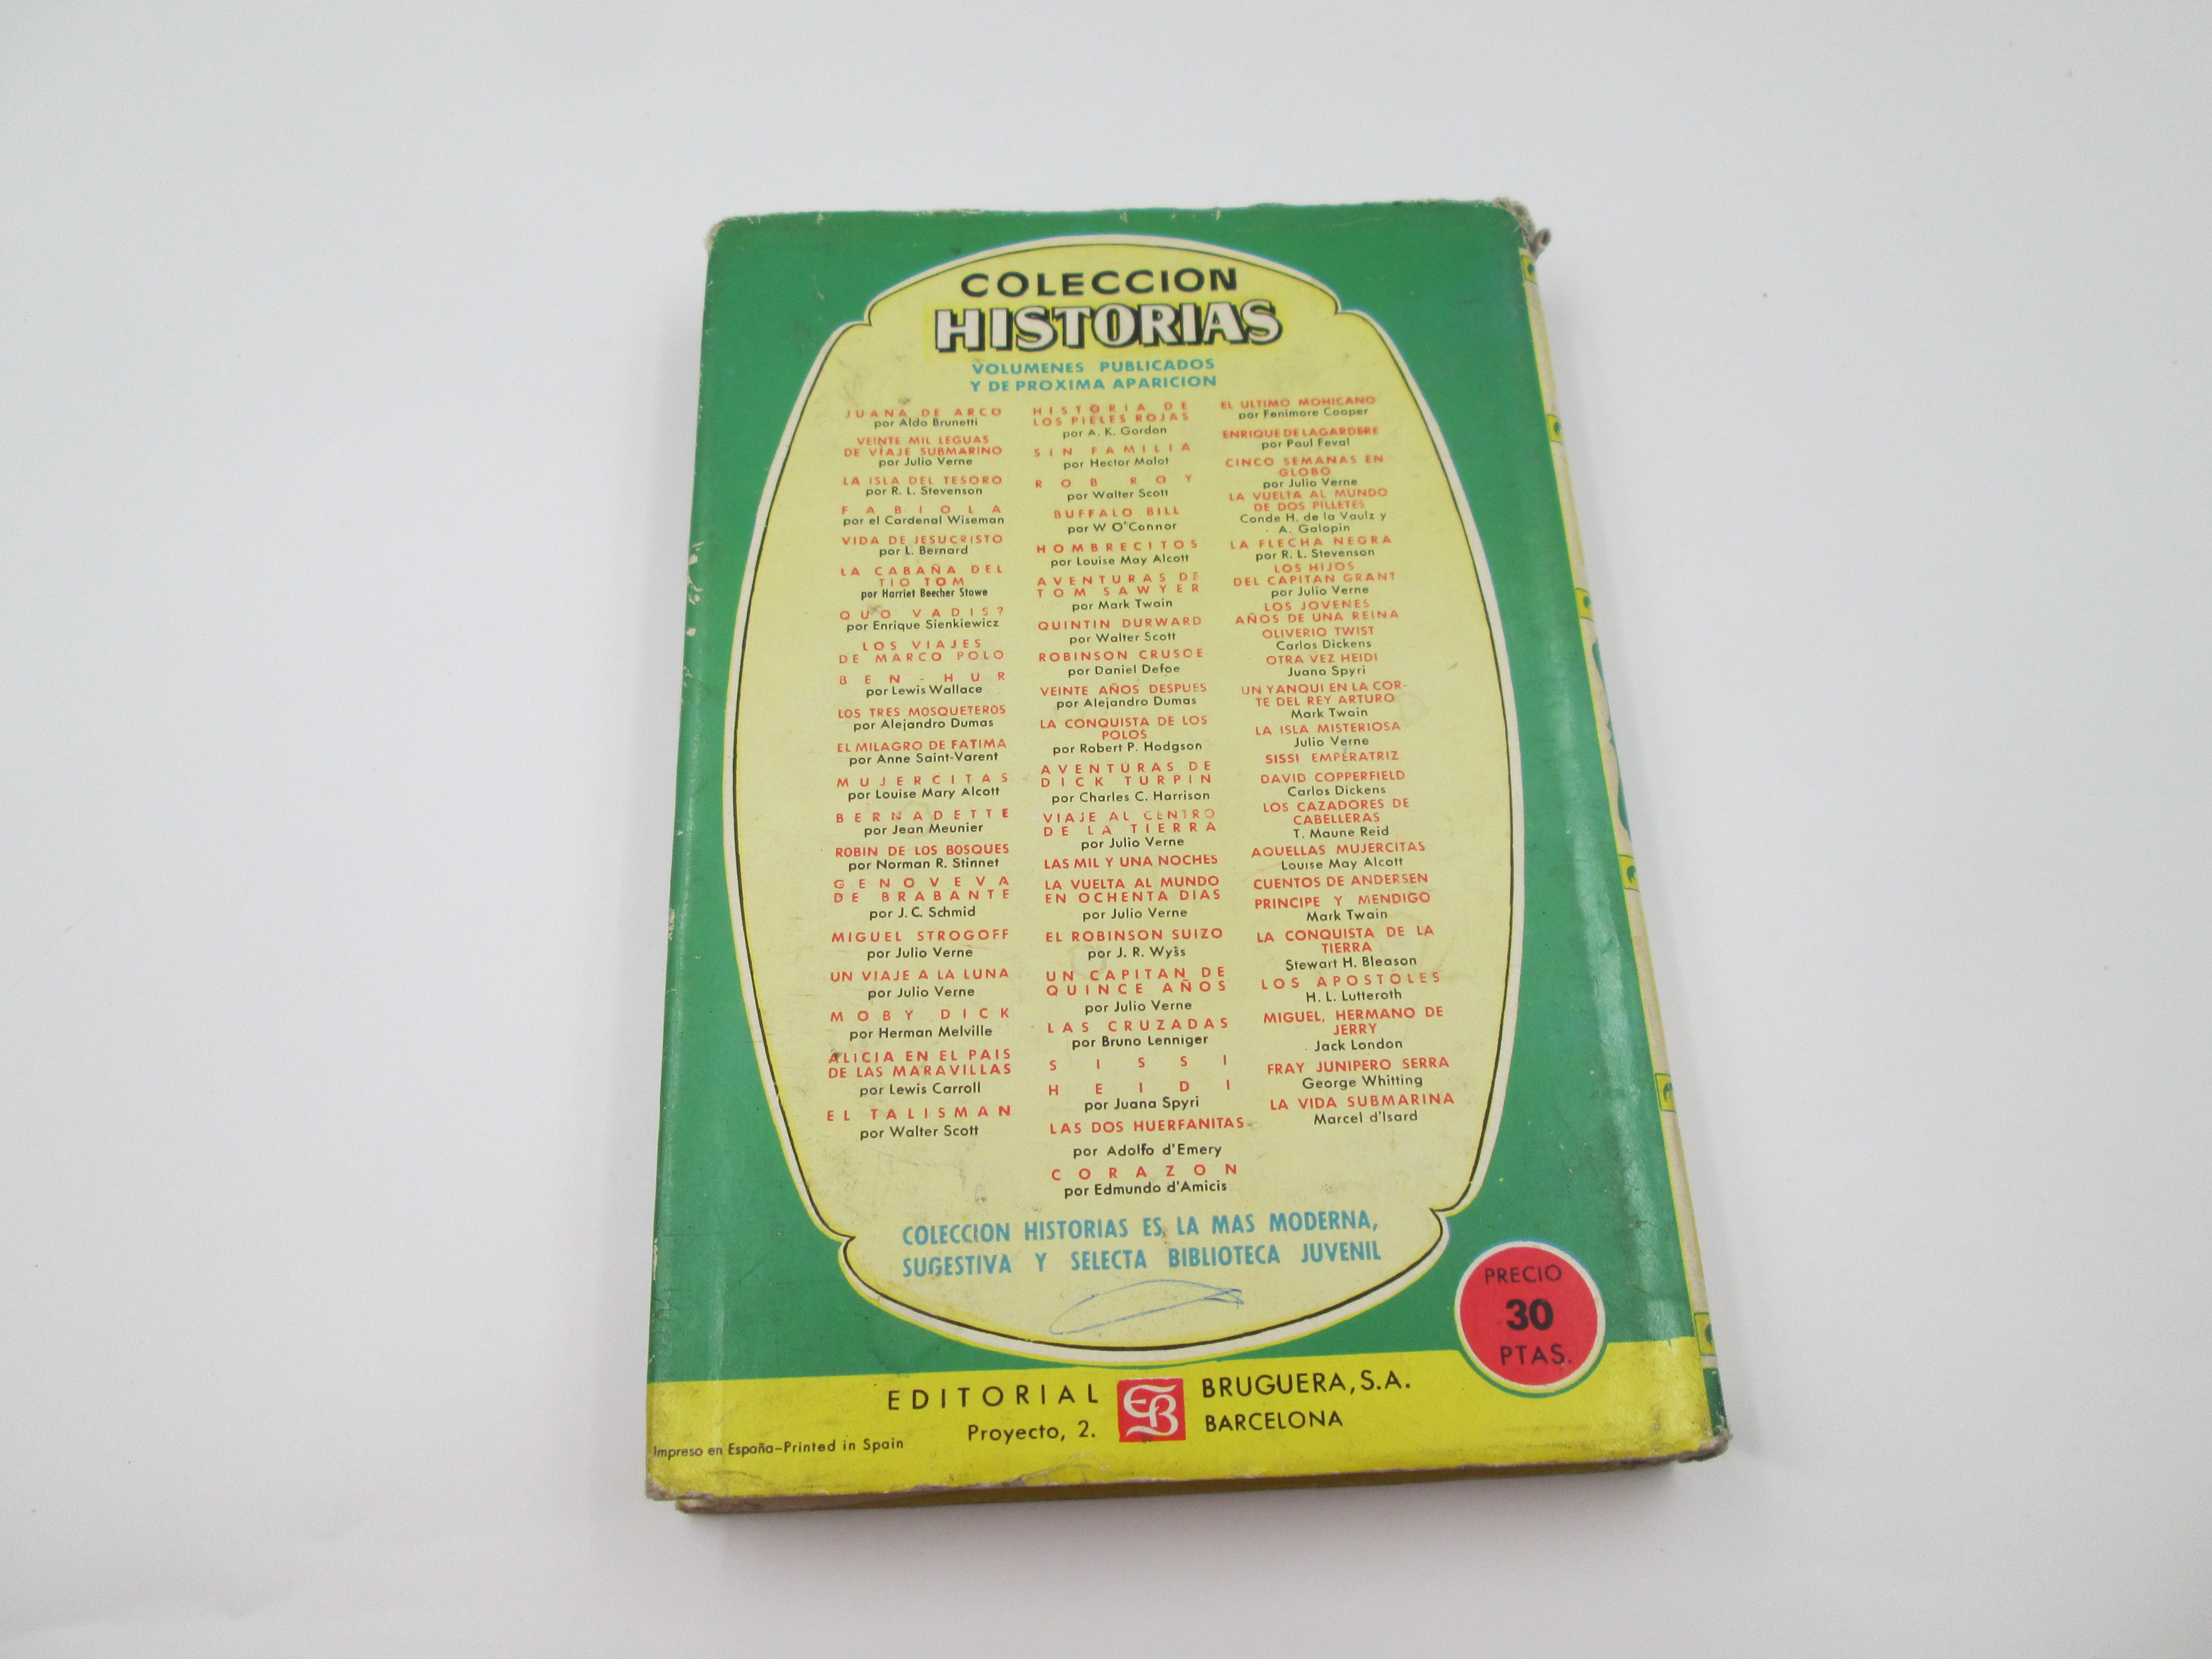 COLECCION
HISTORIAS
VOLUMENES PUBLICADOS
Y DE PROXIMA APARICION
JUANA DE ARCO
por Aldo Brunetti
VEINTE MIL LEGUAS
DE VIAJE SUBMARINO
por Julio Verne
LA ISLA DEL TESORO
por R. L. Stevenson
FABIOLA
por el Cardenal Wiseman
VIDA DE JESUCRISTO
por L. Bernard
LA CABAÑA DEL
TIO TOM
por Harriet Beecher Stowe
QUO VADIS?
por Enrique Sienkiewicz
LOS VIAJES
DE MARCO POLO
BEN-HUR
por Lewis Wallace
LOS TRES MOSQUETEROS
por Alejandro Dumas
EL MILAGRO DE FATIMA
por Anne Saint-Varent
MUJERCITAS
por Louise Mary Alcott
BERNADETTE
por Jean Meunier
ROBIN DE LOS BOSQUES
por Norman R. Stinnet
GENOVEVA
DE BRABANTE
por J. C. Schmid
MIGUEL STROGOFF
por Julio Verne
UN VIAJE A LA LUNA
por Julio Verne
MOBY DICK
por Herman Melville
ALICIA EN EL PAIS
DE LAS MARAVILLAS
por Lewis Carroll
EL TALISMAN
por Walter Scott
HISTORIA DE
LOS PIELES ROJAS
por A. K. Gordon
SIN FAMILIA
por Hector Malot
ROB ROY
por Walter Scott
BUFFALO BILL
por W O'Connor
HOMBRECITOS
por Louise May Alcott
AVENTURAS DE
TOM SAWYER
por Mark Twain
QUINTIN DURWARD
por Walter Scott
ROBINSON CRUSOE
por Daniel Defoe
VEINTE AÑOS DESPUES
por Alejandro Dumas
LA CONQUISTA DE LOS
POLOS
por Robert P. Hodgson
AVENTURAS DE
DICK TURPIN
por Charles C. Harrison
VIAJE AL CENTRO
DE LA TIERRA
por Julio Verne
LAS MIL Y UNA NOCHES
LA VUELTA AL MUNDO
EN OCHENTA DIAS
por Julio Verne
EL ROBINSON SUIZO
por J. R. Wyss
UN CAPITAN DE
QUINCE AÑOS
por Julio Verne
LAS CRUZADAS
por Bruno Lenniger
SISSI
HEIDI
por Juana Spyri
LAS DOS HUERFANITAS
por Adolfo d'Emery
CORAZON
por Edmundo d'Amicis
EL ULTIMO MOHICANO
por Fenimore Cooper
ENRIQUE DE LAGARDERE
por Paul Feval
CINCO SEMANAS EN
GLOBO
por Julio Verne
LA VUELTA AL MUNDO
DE DOS PILLETES
Conde H. de la Vaulz y
A. Galopin
LA FLECHA NEGRA
por R. L. Stevenson
LOS HIJOS
DEL CAPITAN GRANT
por Julio Verne
LOS JOVENES
AÑOS DE UNA REINA
OLIVERIO TWIST
Carlos Dickens
OTRA VEZ HEIDI
Juana Spyri
UN YANQUI EN LA COR-
TE DEL REY ARTURO
Mark Twain
LA ISLA MISTERIOSA
Julio Verne
SISSI EMPERATRIZ
DAVID COPPERFIELD
Carlos Dickens
LOS CAZADORES DE
CABELLERAS
T. Maune Reid
AQUELLAS MUJERCITAS
Louise May Alcott
CUENTOS DE ANDERSEN
PRINCIPE Y MENDIGO
Mark Twain
LA CONQUISTA DE LA
TIERRA
Stewart H. Bleason
LOS APOSTOLES
H. L. Lutteroth
MIGUEL, HERMANO DE
JERRY
Jack London
FRAY JUNIPERO SERRA
George Whitting
LA VIDA SUBMARINA
Marcel d'Isard
COLECCION HISTORIAS ES LA MAS MODERNA,
SUGESTIVA Y SELECTA BIBLIOTECA JUVENIL
PRECIO
30
PTAS.
EDITORIAL EB BRUGUERA, S.A.
Proyecto, 2. BARCELONA
Impreso en España-Printed in Spain